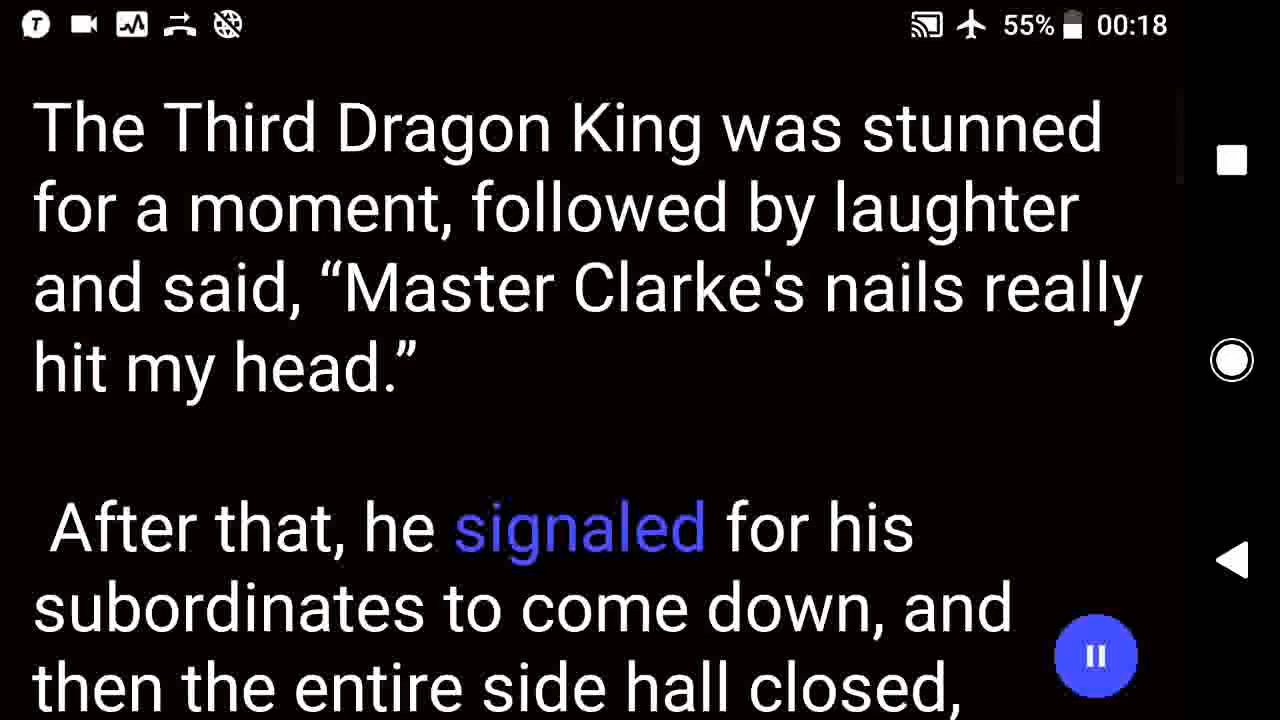 T
55% 00:18
The Third Dragon King was stunned
for a moment, followed by laughter
and said, “Master Clarke's nails really
hit my head.”
After that, he signaled for his
subordinates to come down, and
then the entire side hall closed,